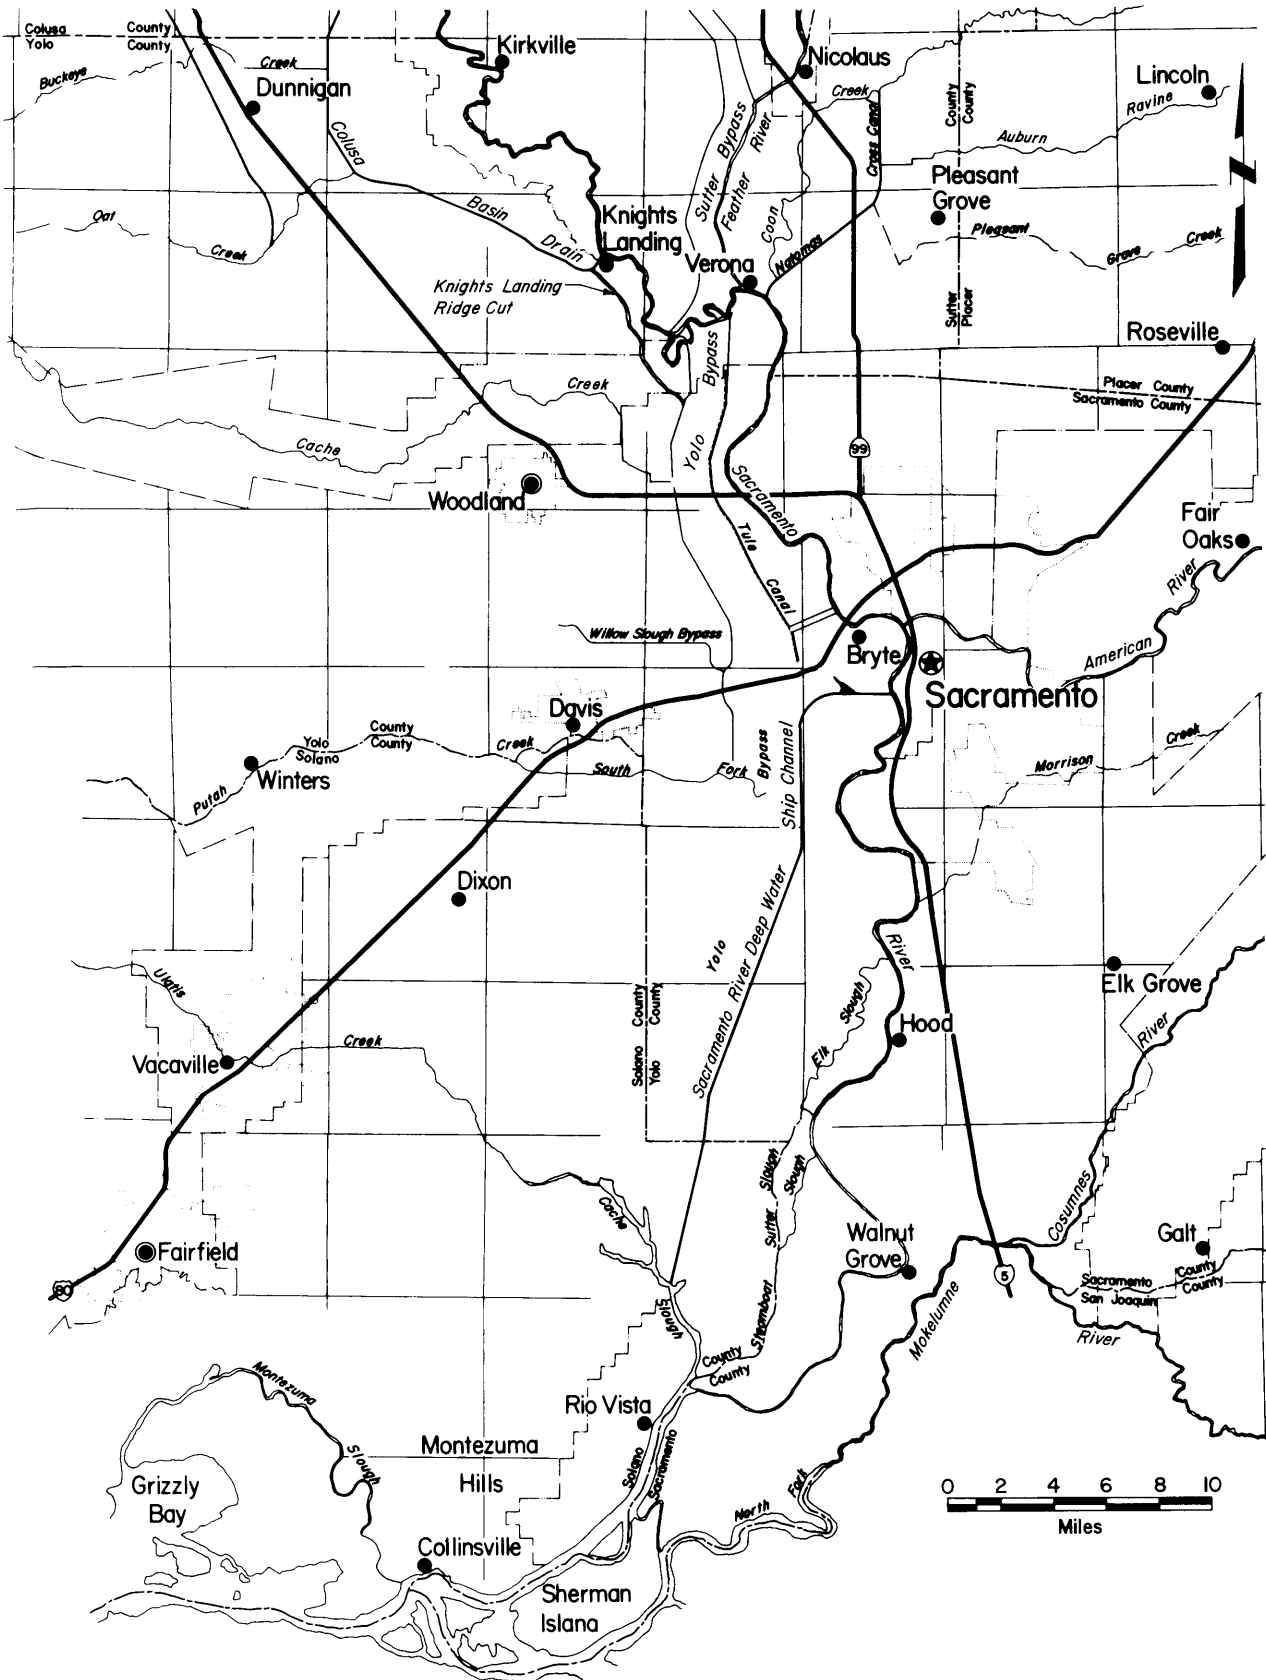 Colusa County
Yolo County
Buckeye
Creek
Dunnigan
Kirkville
Nicolaus
Creek
Lincoln
Ravine
Auburn
County
County
Cross Canal
Colusa
Basin
Drain
Sutter Bypass
Feather River
Coon
Natomas
Pleasant
Grove
Pleasant
Grave
Creek
Oat
Creek
Knights
Landing
Knights Landing
Ridge Cut
Verona
Sutter
Placer
Roseville
Placer County
Sacramento County
Creek
Cache
Bypass
Yolo
99
Woodland
Sacramento
Tule
Canal
Fair
Oaks
River
American
Willow Slough Bypass
Bryte
Sacramento
Davis
County
County
Yolo
Solano
Creek
South
Fork
Bypass
Winters
Putah
Ship Channel
Morrison
Creek
Dixon
Sacramento River Deep Water
Yolo
River
Elk Grove
Ulatis
Creek
Vacaville
Solano County
Yolo County
Elk
Slough
Hood
River
Cosumnes
Slough
Slough
Sutter
Steamboat
Cache
Slough
Walnut
Grove
Galt
County
County
Sacramento
San Joaquin
River
Fairfield
80
5
Mokelumne
County
County
Montezuma
Slough
Rio Vista
Montezuma
Hills
Solano
Sacramento
Grizzly
Bay
North
Fork
0 2 4 6 8 10
Miles
Collinsville
Sherman
Islana